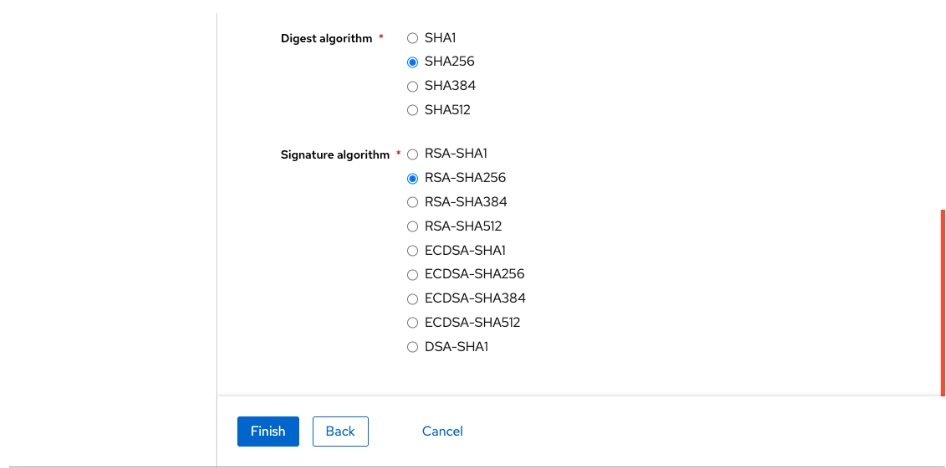 Digest algorithm * SHA1
SHA256
SHA384
SHA512
Signature algorithm * RSA-SHA1
RSA-SHA256
RSA-SHA384
RSA-SHA512
ECDSA-SHA1
ECDSA-SHA256
ECDSA-SHA384
ECDSA-SHA512
DSA-SHA1
Finish Back Cancel